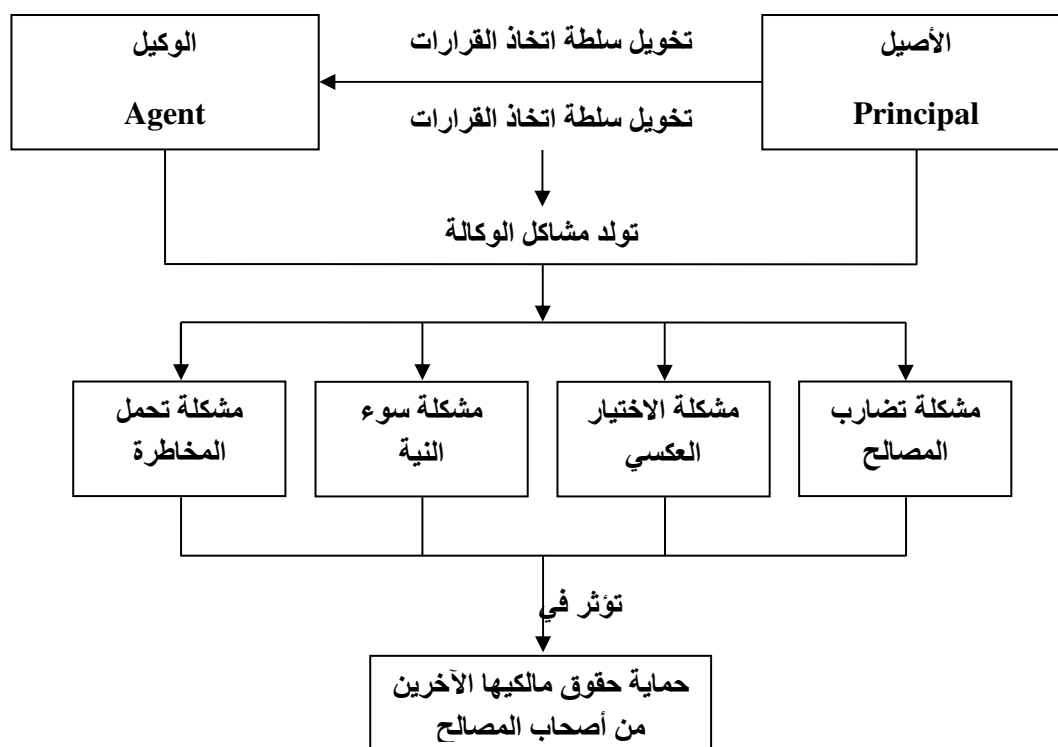 الأصيل
Principal
تخويل سلطة اتخاذ القرارات
الوكيل
Agent
تخويل سلطة اتخاذ القرارات
تولد مشاكل الوكالة
مشكلة تضارب
المصالح
مشكلة الاختيار
العكسي
مشكلة سوء
النية
مشكلة تحمل
المخاطرة
تؤثر في
حماية حقوق مالكيها الآخرين
من أصحاب المصالح